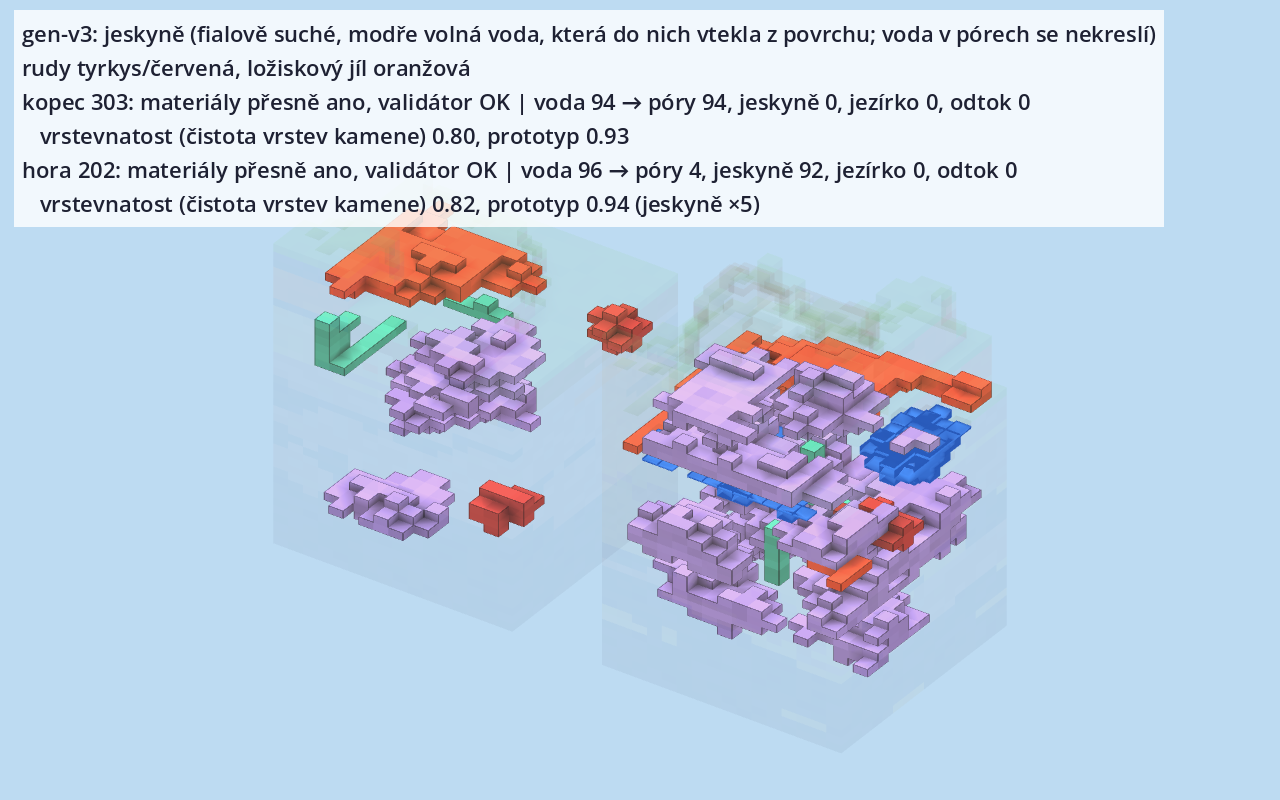 gen-v3: jeskyně (fialově suché, modře volná voda, která do nich vtekla z povrchu; voda v pórech se nekreslí)
rudy tyrkys/červená, ložiskový jíl oranžová
kopec 303: materiály přesně ano, validátor OK | voda 94 → póry 94, jeskyně 0, jezírko 0, odtok 0
vrstevnatost (čistota vrstev kamene) 0.80, prototyp 0.93
hora 202: materiály přesně ano, validátor OK | voda 96 → póry 4, jeskyně 92, jezírko 0, odtok 0
vrstevnatost (čistota vrstev kamene) 0.82, prototyp 0.94 (jeskyně ×5)